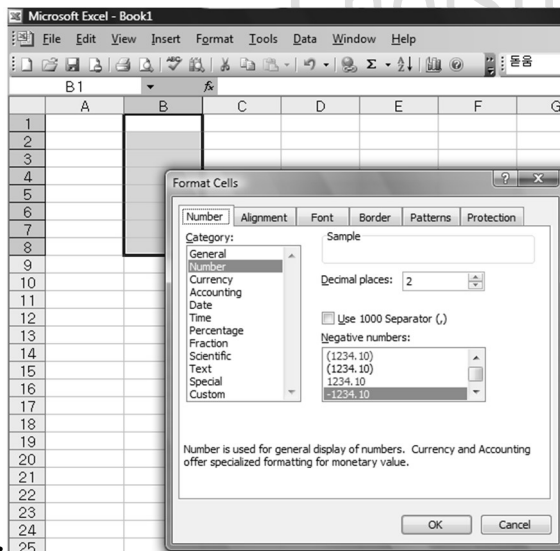 Microsoft Excel - Book1
File Edit View Insert Format Tools Data Window Help
돋움
B1 fx
A B C D E F G
1
2
3
4
5
6
7
8
9
10
11
12
13
14
15
16
17
18
19
20
21
22
23
24
25
Format Cells
Number Alignment Font Border Patterns Protection
Category:
General
Number
Currency
Accounting
Date
Time
Percentage
Fraction
Scientific
Text
Special
Custom
Sample
Decimal places: 2
Use 1000 Separator (,)
Negative numbers:
(1234.10)
(1234.10)
1234.10
-1234.10
Number is used for general display of numbers. Currency and Accounting
offer specialized formatting for monetary value.
OK Cancel